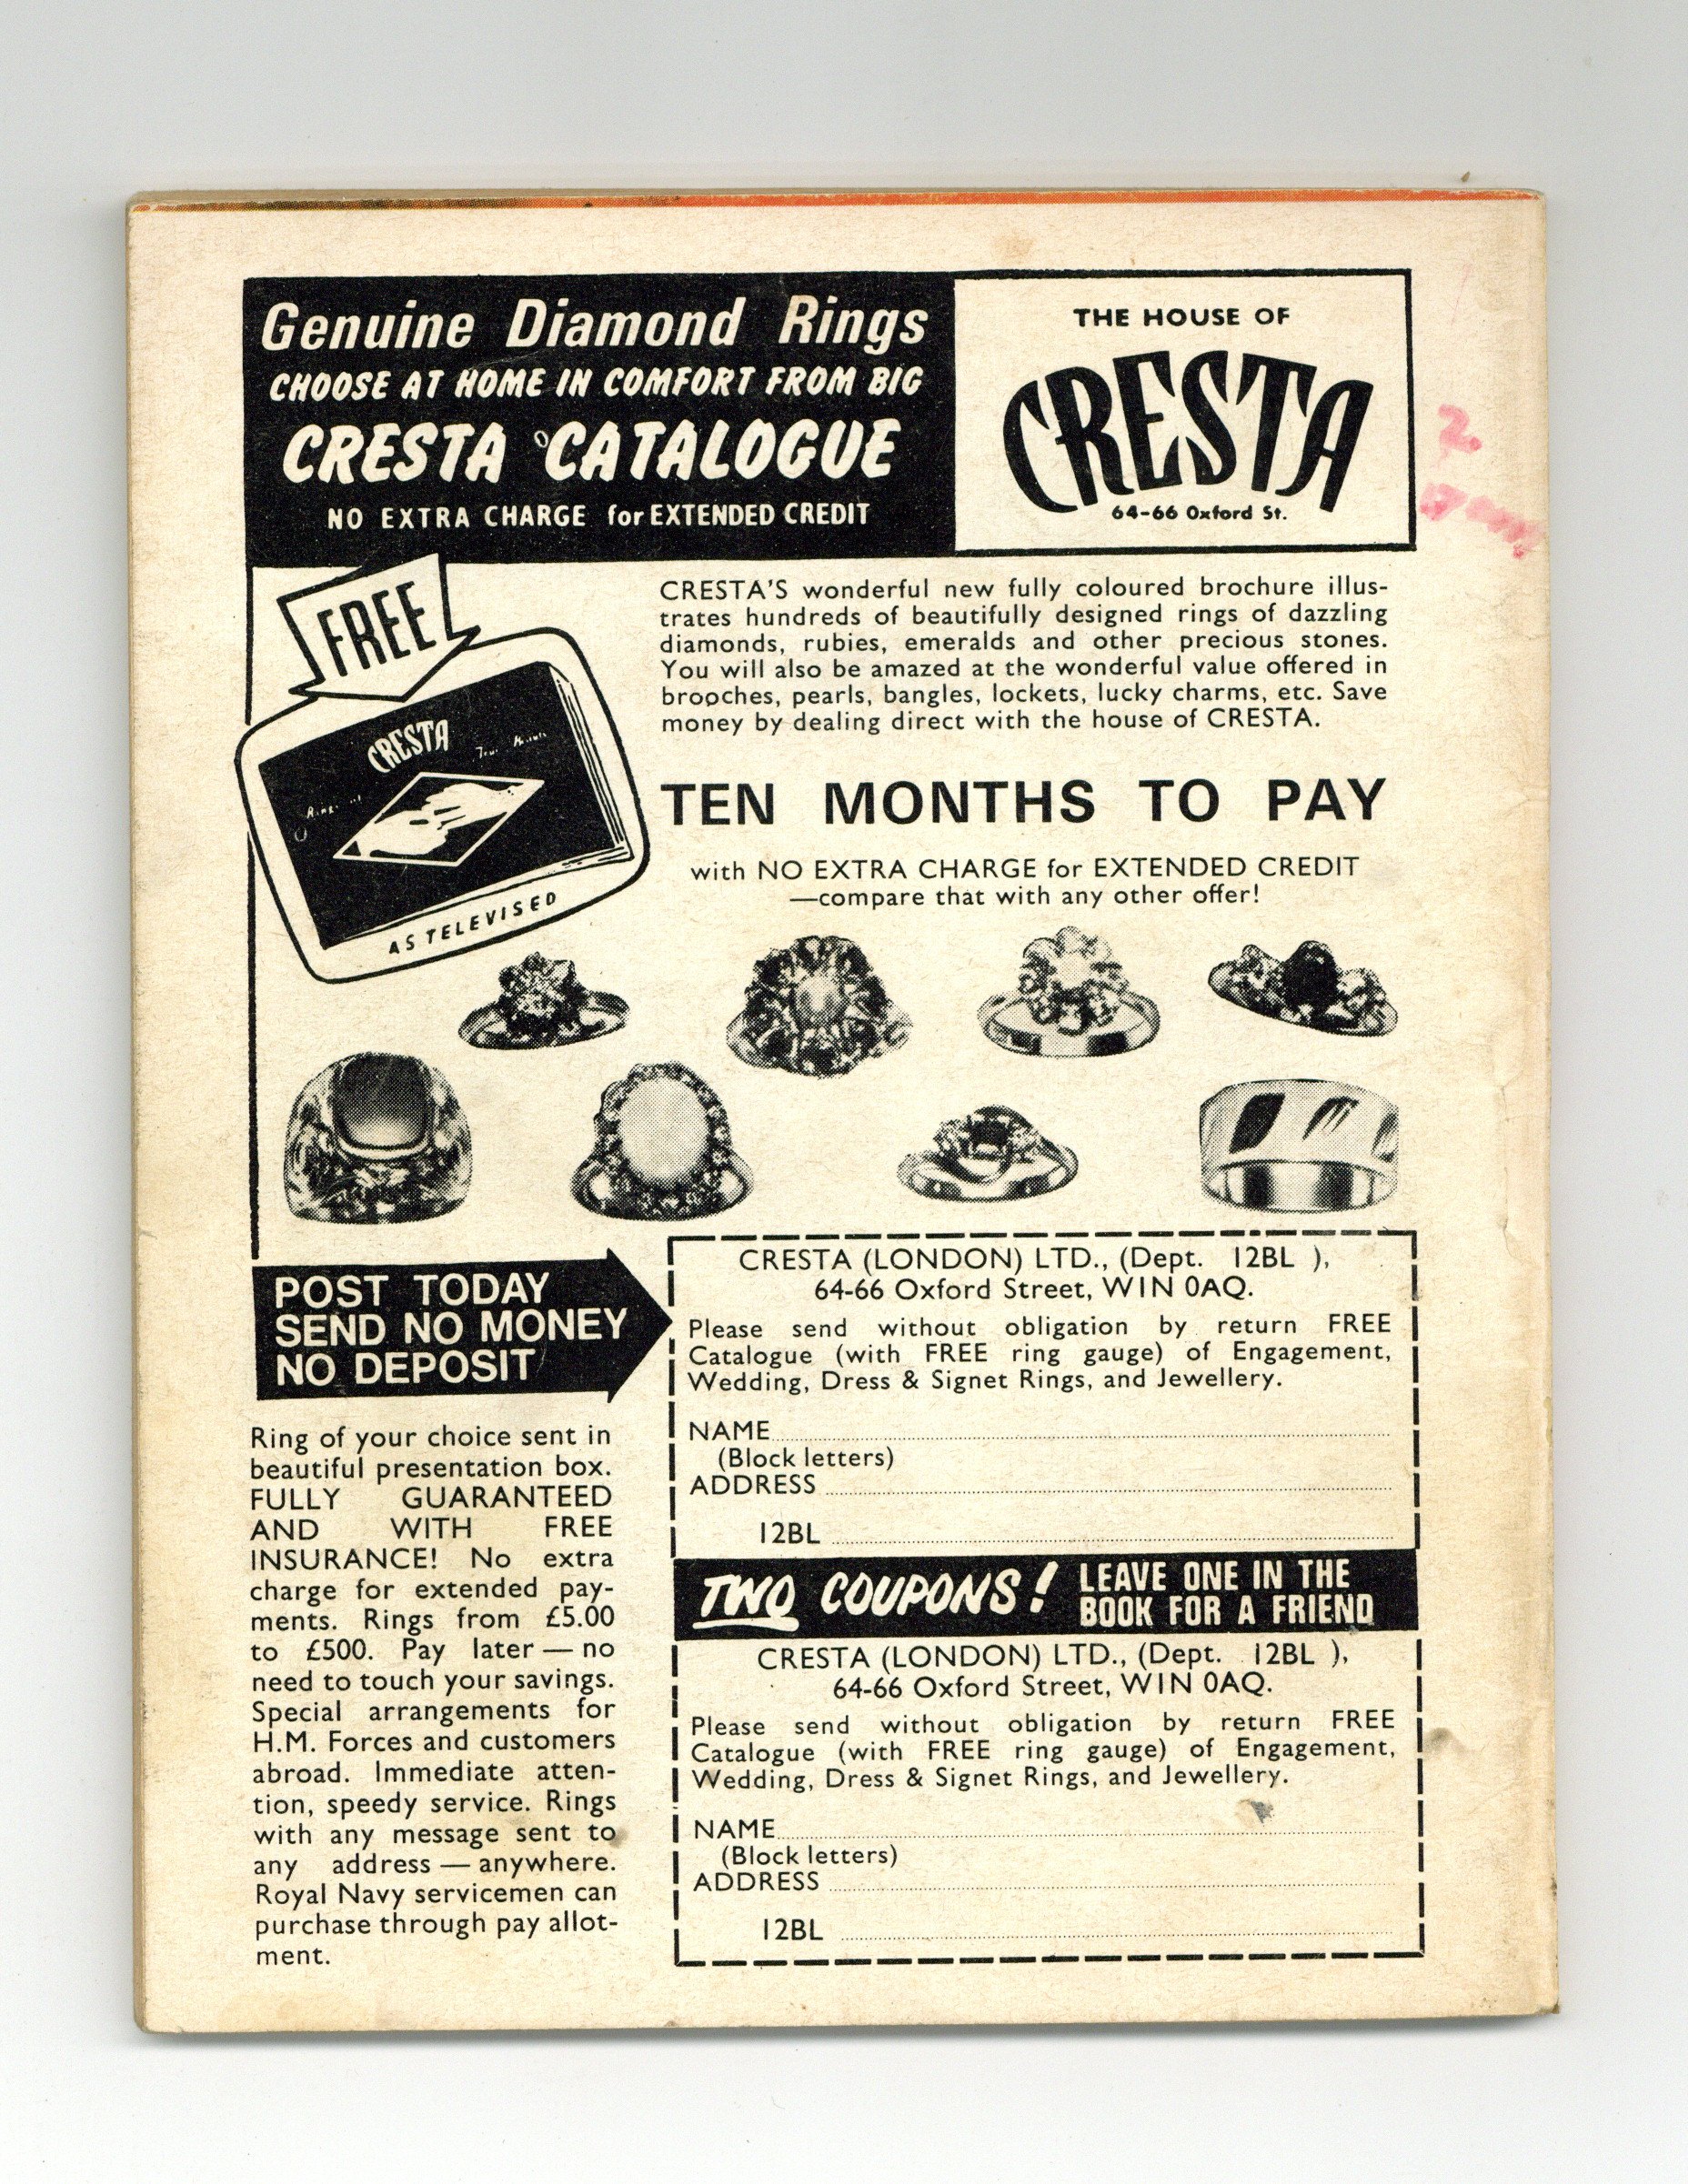 Genuine Diamond Rings
CHOOSE AT HOME IN COMFORT FROM BIG
CRESTA CATALOGUE
NO EXTRA CHARGE for EXTENDED CREDIT
THE HOUSE OF
CRESTA
64-66 Oxford St.
FREE
CRESTA
AS TELEVISED
CRESTA'S wonderful new fully coloured brochure illus-
trates hundreds of beautifully designed rings of dazzling
diamonds, rubies, emeralds and other precious stones.
You will also be amazed at the wonderful value offered in
brooches, pearls, bangles, lockets, lucky charms, etc. Save
money by dealing direct with the house of CRESTA.
TEN MONTHS TO PAY
with NO EXTRA CHARGE for EXTENDED CREDIT
—compare that with any other offer!
POST TODAY
SEND NO MONEY
NO DEPOSIT
Ring of your choice sent in
beautiful presentation box.
FULLY GUARANTEED
AND WITH FREE
INSURANCE! No extra
charge for extended pay-
ments. Rings from £5.00
to £500. Pay later — no
need to touch your savings.
Special arrangements for
H.M. Forces and customers
abroad. Immediate atten-
tion, speedy service. Rings
with any message sent to
any address — anywhere.
Royal Navy servicemen can
purchase through pay allot-
ment.
CRESTA (LONDON) LTD., (Dept. 12BL ),
64-66 Oxford Street, WIN 0AQ.
Please send without obligation by return FREE
Catalogue (with FREE ring gauge) of Engagement,
Wedding, Dress & Signet Rings, and Jewellery.
NAME
(Block letters)
ADDRESS
12BL
TWO COUPONS! LEAVE ONE IN THE
BOOK FOR A FRIEND
CRESTA (LONDON) LTD., (Dept. 12BL ),
64-66 Oxford Street, WIN 0AQ.
Please send without obligation by return FREE
Catalogue (with FREE ring gauge) of Engagement,
Wedding, Dress & Signet Rings, and Jewellery.
NAME
(Block letters)
ADDRESS
12BL
2.